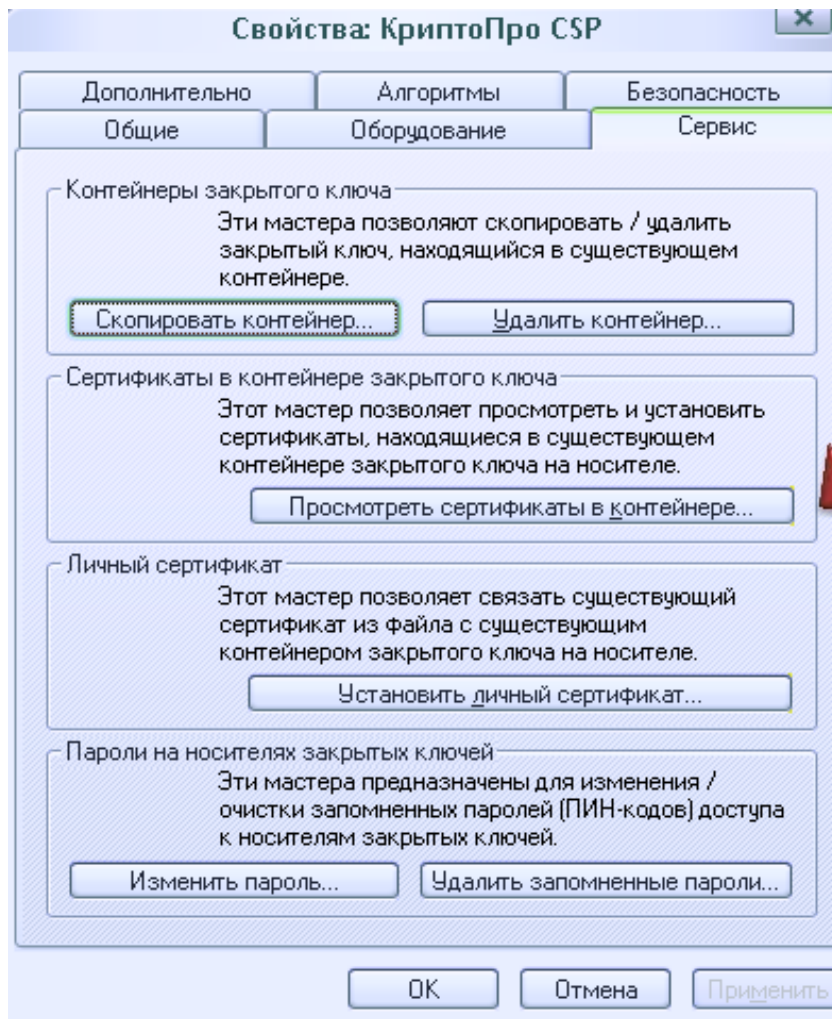 Свойства: КриптоПро CSP
Дополнительно
Алгоритмы
Безопасность
Общие
Оборудование
Сервис
Контейнеры закрытого ключа
Эти мастера позволяют скопировать / удалить
закрытый ключ, находящийся в существующем
контейнере.
Скопировать контейнер...
Удалить контейнер...
Сертификаты в контейнере закрытого ключа
Этот мастер позволяет просмотреть и установить
сертификаты, находящиеся в существующем
контейнере закрытого ключа на носителе.
Просмотреть сертификаты в контейнере...
Личный сертификат
Этот мастер позволяет связать существующий
сертификат из файла с существующим
контейнером закрытого ключа на носителе.
Установить личный сертификат...
Пароли на носителях закрытых ключей
Эти мастера предназначены для изменения /
очистки запомненных паролей (ПИН-кодов) доступа
к носителям закрытых ключей.
Изменить пароль...
Удалить запомненные пароли...
ОК
Отмена
Применить